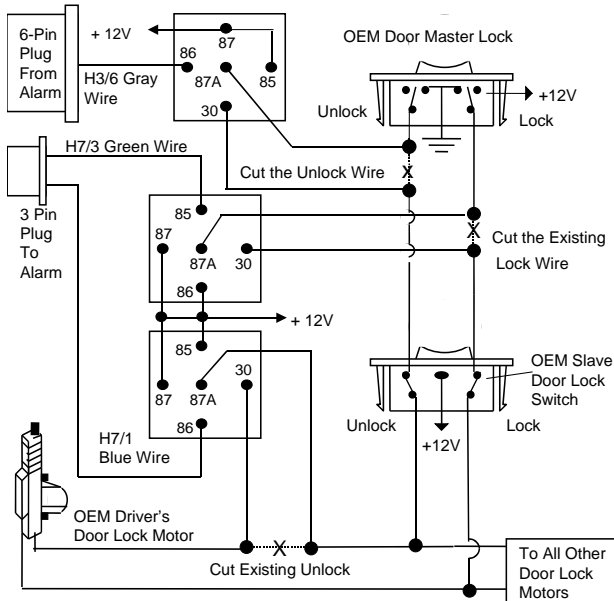 6-Pin
Plug
From
Alarm
+ 12V
87
86
87A
85
H3/6 Gray
Wire
30
OEM Door Master Lock
Unlock
+12V
Lock
H7/3 Green Wire
Cut the Unlock Wire
3 Pin
Plug
To
Alarm
85
87
87A
30
86
Cut the Existing
Lock Wire
+ 12V
85
30
87
87A
86
OEM Slave
Door Lock
Switch
Unlock
+12V
Lock
H7/1
Blue Wire
OEM Driver's
Door Lock Motor
X
X
X
Cut Existing Unlock
To All Other
Door Lock
Motors